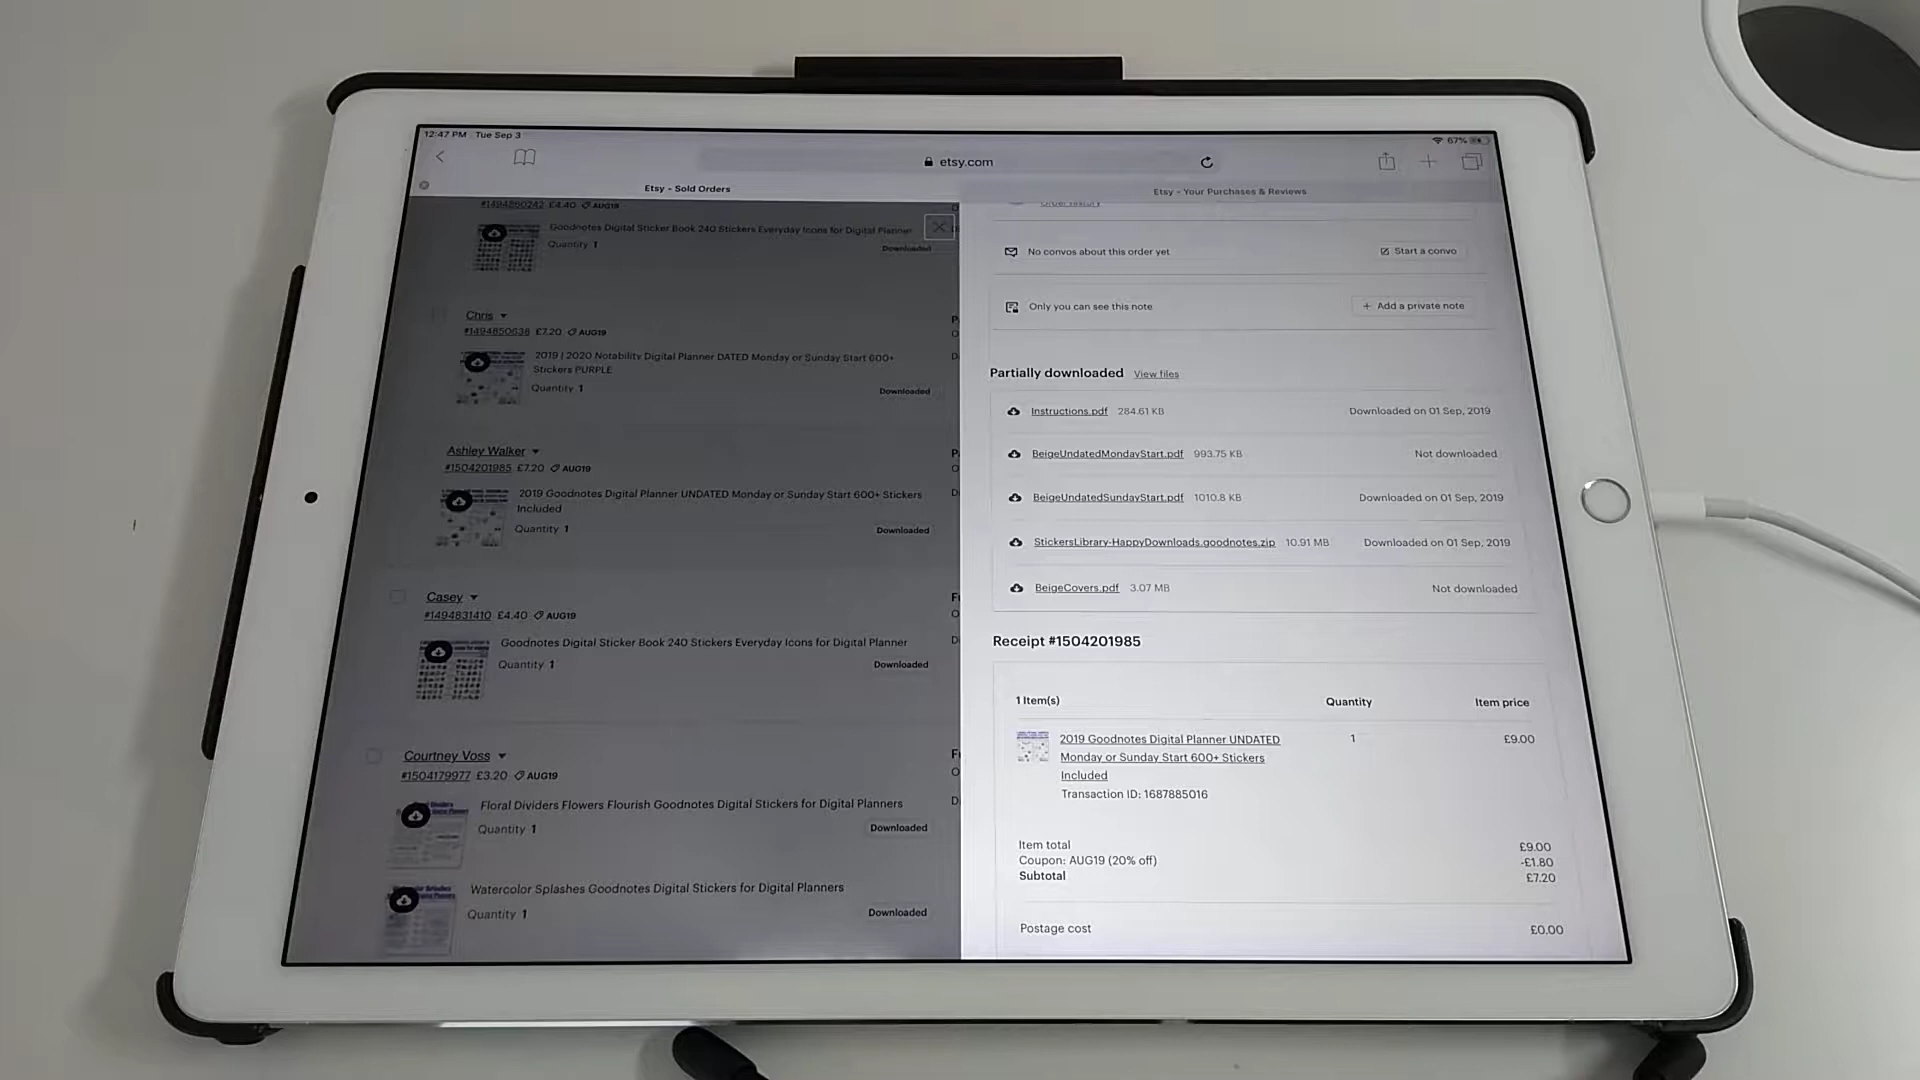 12:47 PM Tue Sep 3
67%
etsy.com
Etsy - Sold Orders
Etsy - Your Purchases & Reviews
#1494850242 £4.40 AUG19
Goodnotes Digital Sticker Book 240 Stickers Everyday Icons for Digital Planner
Quantity 1
Downloaded
Chris
#1494850638 £7.20 AUG19
2019 | 2020 Notability Digital Planner DATED Monday or Sunday Start 600+
Stickers PURPLE
Quantity 1
Downloaded
Ashley Walker
#1504201985 £7.20 AUG19
2019 Goodnotes Digital Planner UNDATED Monday or Sunday Start 600+ Stickers
Included
Quantity 1
Downloaded
Casey
#1494831410 £4.40 AUG19
Goodnotes Digital Sticker Book 240 Stickers Everyday Icons for Digital Planner
Quantity 1
Downloaded
Courtney Voss
#1504179977 £3.20 AUG19
Floral Dividers Flowers Flourish Goodnotes Digital Stickers for Digital Planners
Quantity 1
Downloaded
Watercolor Splashes Goodnotes Digital Stickers for Digital Planners
Quantity 1
Downloaded
Order history
No convos about this order yet
Start a convo
Only you can see this note
+ Add a private note
Partially downloaded View files
Instructions.pdf 284.61 KB Downloaded on 01 Sep, 2019
BeigeUndatedMondayStart.pdf 993.75 KB Not downloaded
BeigeUndatedSundayStart.pdf 1010.8 KB Downloaded on 01 Sep, 2019
StickersLibrary-HappyDownloads.goodnotes.zip 10.91 MB Downloaded on 01 Sep, 2019
BeigeCovers.pdf 3.07 MB Not downloaded
Receipt #1504201985
1 Item(s) Quantity Item price
2019 Goodnotes Digital Planner UNDATED 1 £9.00
Monday or Sunday Start 600+ Stickers
Included
Transaction ID: 1687885016
Item total £9.00
Coupon: AUG19 (20% off) -£1.80
Subtotal £7.20
Postage cost £0.00